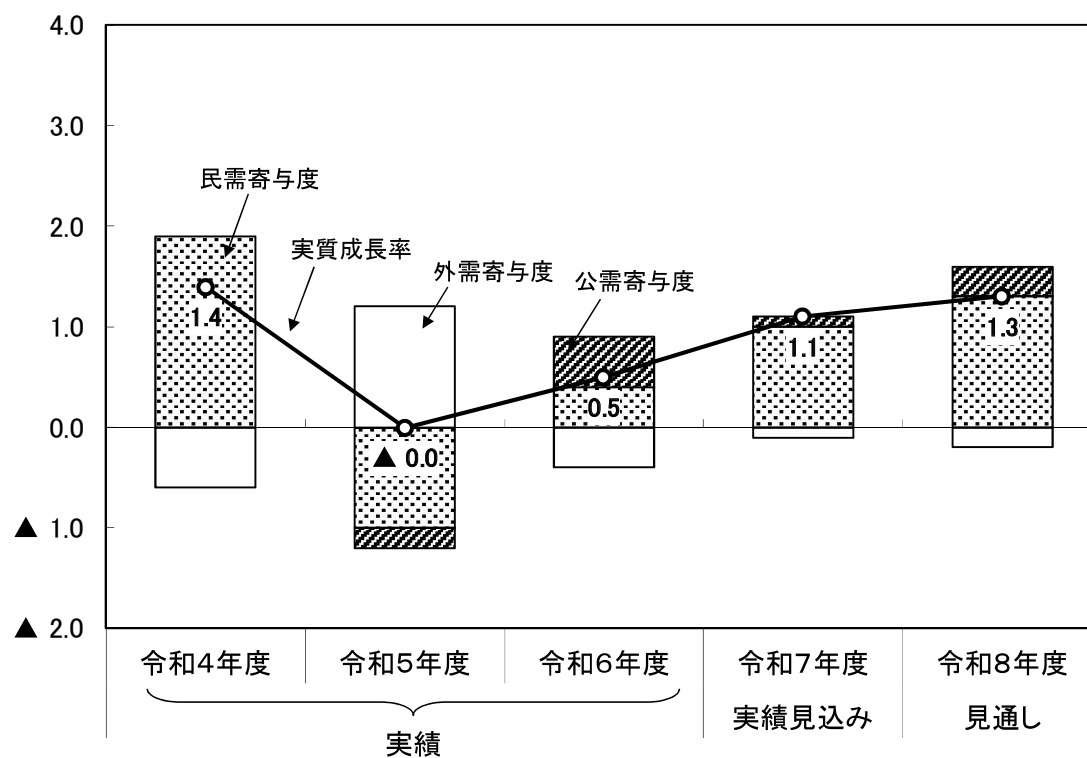 4.0
3.0
2.0
1.0
0.0
▲ 1.0
▲ 2.0
民需寄与度
実質成長率
外需寄与度
公需寄与度
1.4
▲ 0.0
0.5
1.1
1.3
令和4年度
令和5年度
令和6年度
令和7年度
令和8年度
実績
実績見込み
見通し